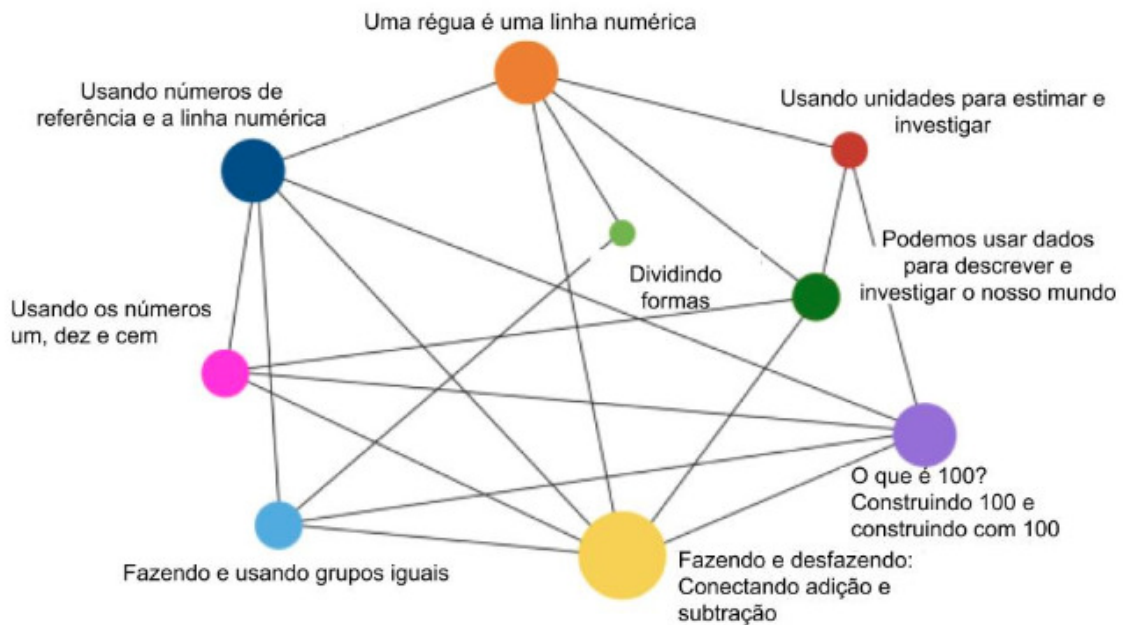 Uma régua é uma linha numérica
Usando números de
referência e a linha numérica
Usando unidades para estimar e
investigar
Podemos usar dados
para descrever e
investigar o nosso mundo
Dividindo
formas
Usando os números
um, dez e cem
O que é 100?
Construindo 100 e
construindo com 100
Fazendo e usando grupos iguais
Fazendo e desfazendo:
Conectando adição e
subtração